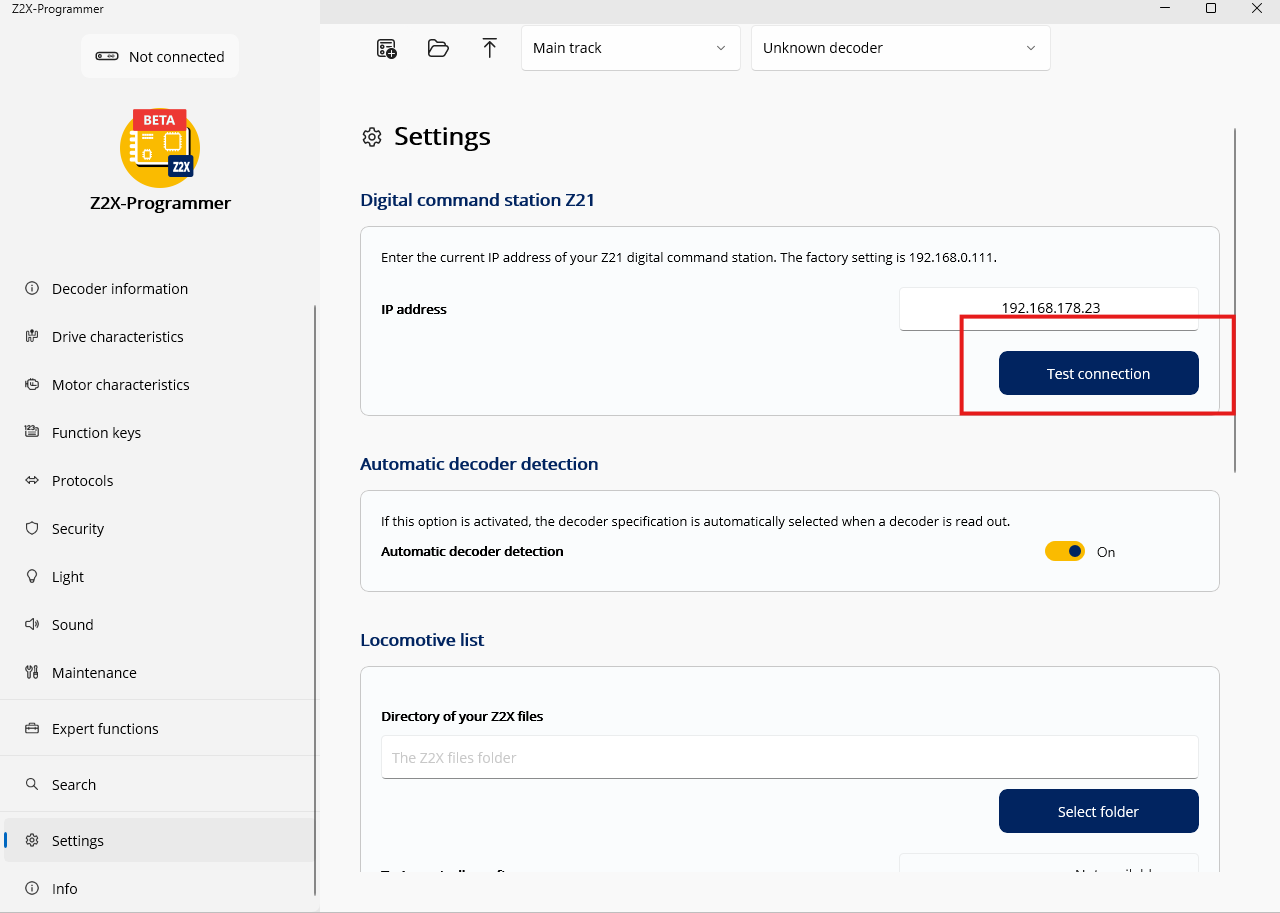 Z2X-Programmer
Not connected
BETA
Z2X
Z2X-Programmer
Decoder information
Drive characteristics
Motor characteristics
Function keys
Protocols
Security
Light
Sound
Maintenance
Expert functions
Search
Settings
Info
Main track
Unknown decoder
Settings
Digital command station Z21
Enter the current IP address of your Z21 digital command station. The factory setting is 192.168.0.111.
IP address
192.168.178.23
Test connection
Automatic decoder detection
If this option is activated, the decoder specification is automatically selected when a decoder is read out.
Automatic decoder detection
On
Locomotive list
Directory of your Z2X files
The Z2X files folder
Select folder